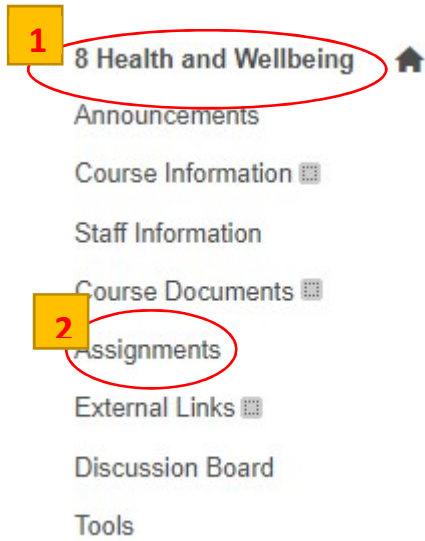 1
8 Health and Wellbeing
Announcements
Course Information
Staff Information
Course Documents
2
Assignments
External Links
Discussion Board
Tools